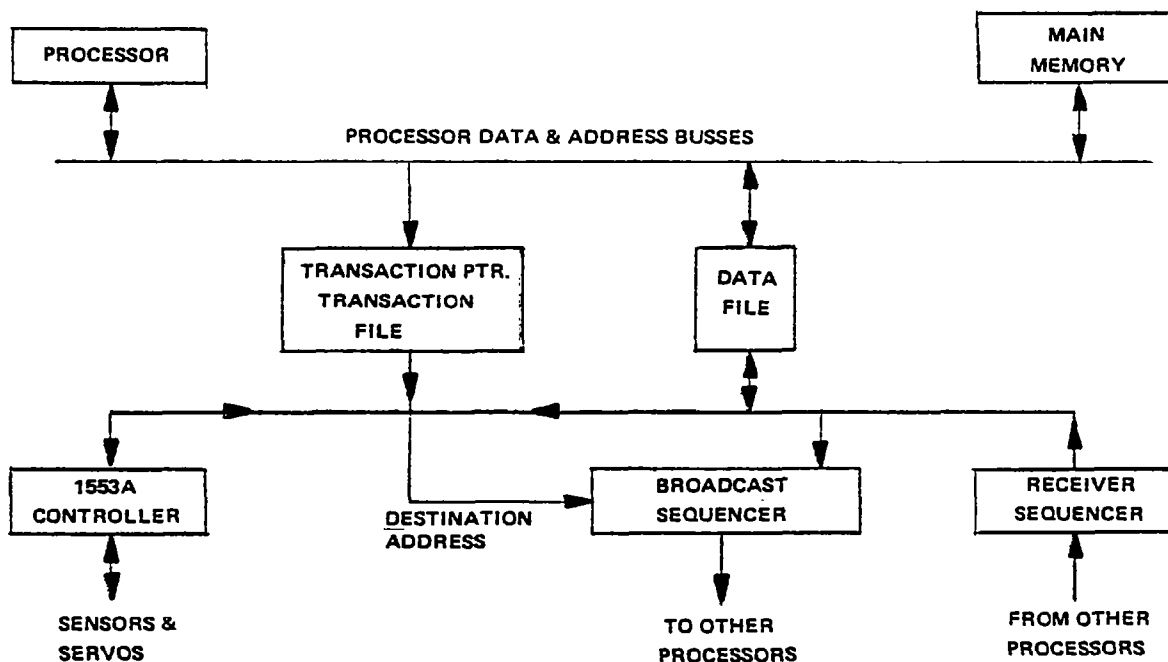 PROCESSOR
MAIN
MEMORY
PROCESSOR DATA & ADDRESS BUSSES
TRANSACTION PTR.
TRANSACTION
FILE
DATA
FILE
1553A
CONTROLLER
DESTINATION
ADDRESS
BROADCAST
SEQUENCER
RECEIVER
SEQUENCER
SENSORS &
SERVOS
TO OTHER
PROCESSORS
FROM OTHER
PROCESSORS